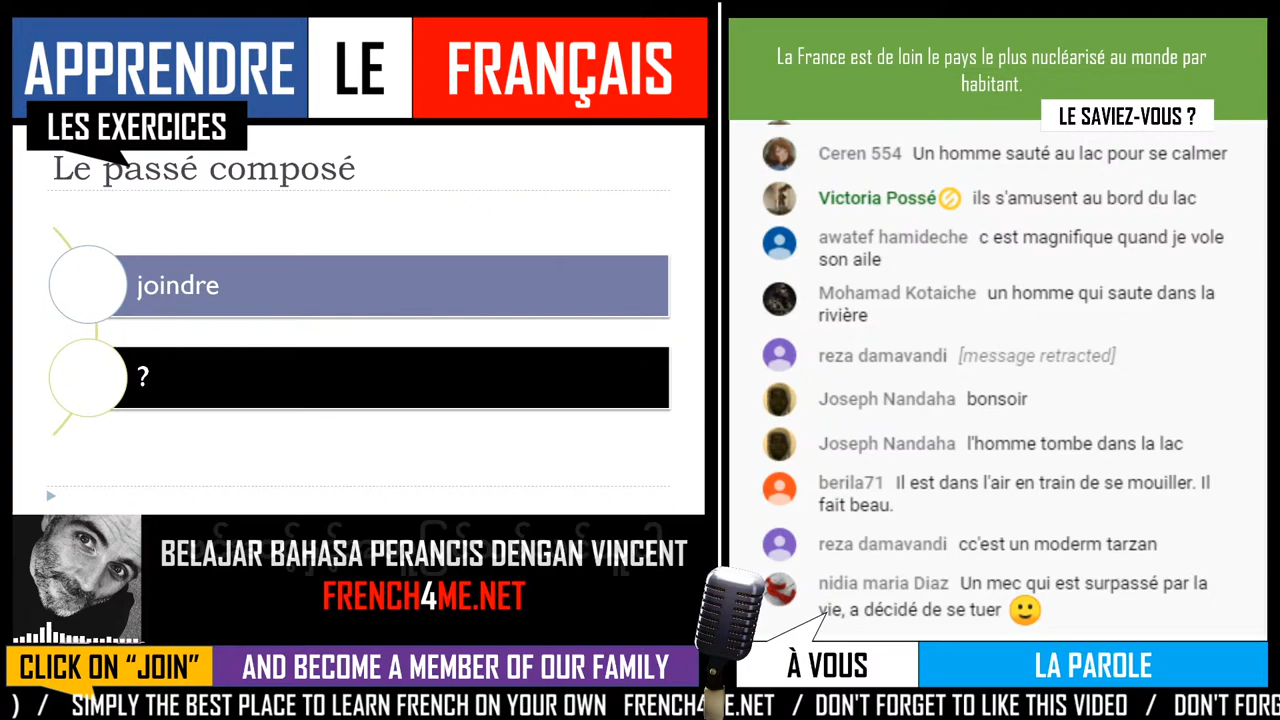 APPRENDRE LE FRANÇAIS
LES EXERCICES
Le passé composé
joindre
?
BELAJAR BAHASA PERANCIS DENGAN VINCENT
FRENCH4ME.NET
CLICK ON “JOIN” AND BECOME A MEMBER OF OUR FAMILY
La France est de loin le pays le plus nucléarisé au monde par
habitant.
LE SAVIEZ-VOUS ?
Ceren 554 Un homme sauté au lac pour se calmer
Victoria Possé ils s'amusent au bord du lac
awatef hamideche c est magnifique quand je vole
son aile
Mohamad Kotaiche un homme qui saute dans la
rivière
reza damavandi [message retracted]
Joseph Nandaha bonsoir
Joseph Nandaha l'homme tombe dans la lac
berila71 Il est dans l'air en train de se mouiller. Il
fait beau.
reza damavandi cc'est un moderm tarzan
nidia maria Diaz Un mec qui est surpassé par la
vie, a décidé de se tuer 🙂
À VOUS LA PAROLE
) / SIMPLY THE BEST PLACE TO LEARN FRENCH ON YOUR OWN FRENCH4ME.NET / DON'T FORGET TO LIKE THIS VIDEO / DON'T FORGE